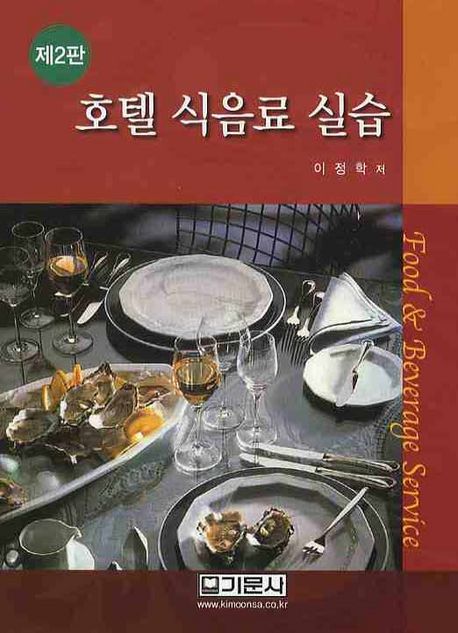 제2판
호텔 식음료 실습
이 정 학 저
Food & Beverage Service
기문사
www.kimoonsa.co.kr